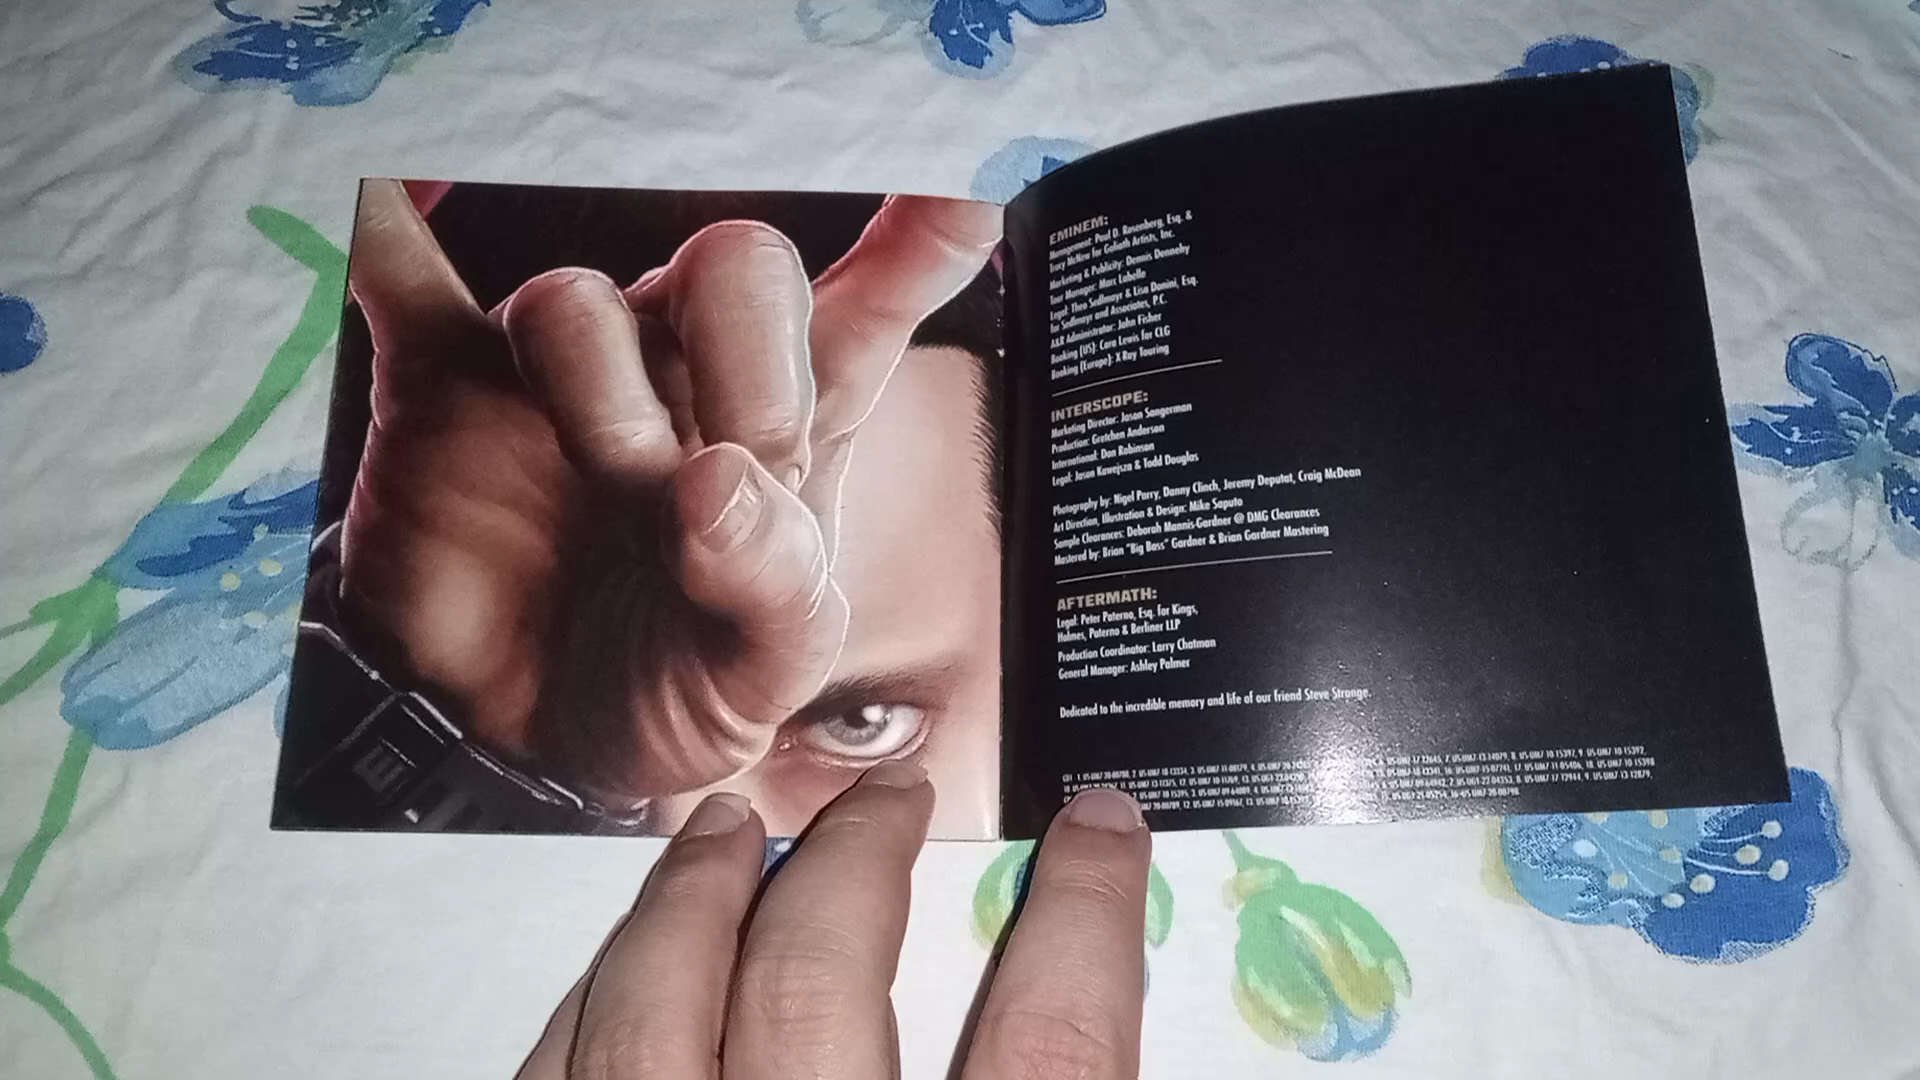 EMINEM:
Management: Paul D. Rosenberg, Esq. &
Tracy McNew for Goliath Artists, Inc.
Marketing & Publicity: Dennis Dennehy
Tour Manager: Marc Labelle
Legal: Theo Sedlmayr & Lisa Donini, Esq.
for Sedlmayr and Associates, P.C.
A&R Administrator: John Fisher
Booking (US): Cara Lewis for CLG
Booking (Europe): X-Ray Touring
INTERSCOPE:
Marketing Director: Jason Sangerman
Production: Gretchen Anderson
International: Don Robinson
Legal: Jason Kawejsza & Todd Douglas
Photography by: Nigel Parry, Danny Clinch, Jeremy Deputat, Craig McDean
Art Direction, Illustration & Design: Mike Saputo
Sample Clearances: Deborah Mannis-Gardner @ DMG Clearances
Mastered by: Brian "Big Bass" Gardner & Brian Gardner Mastering
AFTERMATH:
Legal: Peter Paterno, Esq. for Kings,
Holmes, Paterno & Berliner LLP
Production Coordinator: Larry Chatman
General Manager: Ashley Palmer
Dedicated to the incredible memory and life of our friend Steve Strange.